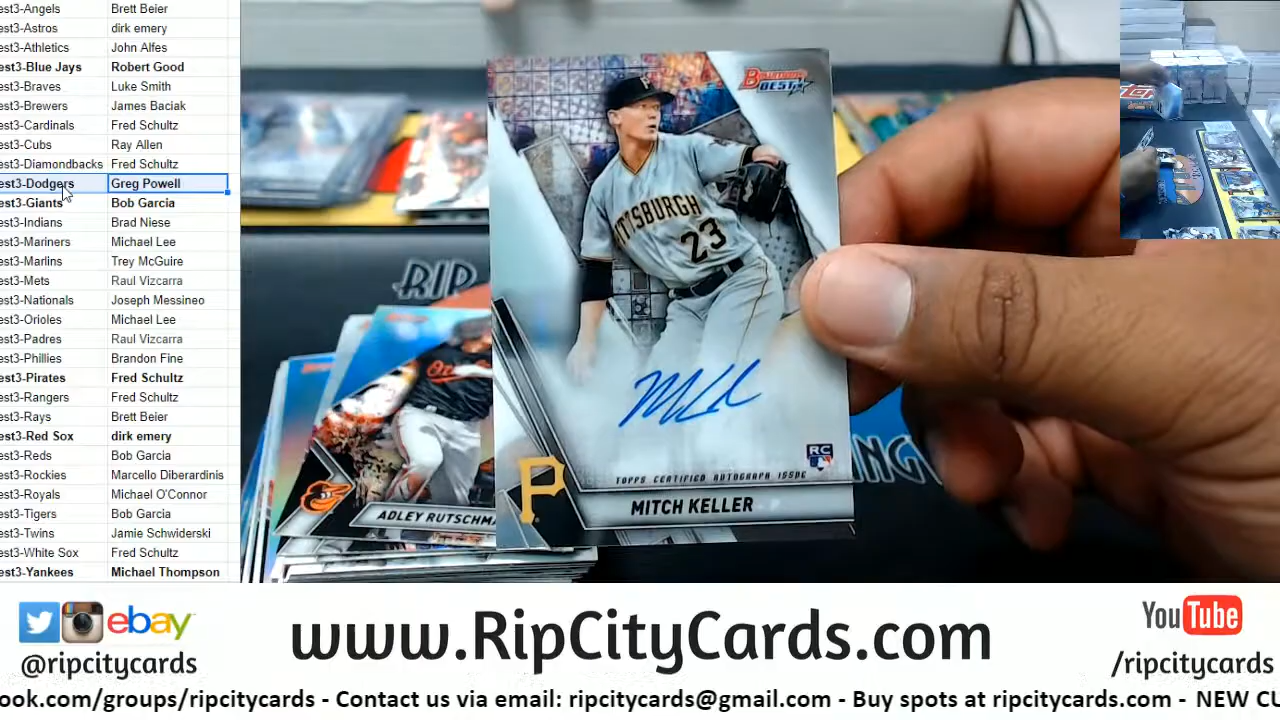 est3-Angels Brett Beier
est3-Astros dirk emery
est3-Athletics John Alfes
est3-Blue Jays Robert Good
est3-Braves Luke Smith
est3-Brewers James Baciak
est3-Cardinals Fred Schultz
est3-Cubs Ray Allen
est3-Diamondbacks Fred Schultz
est3-Dodgers Greg Powell
est3-Giants Bob Garcia
est3-Indians Brad Niese
est3-Mariners Michael Lee
est3-Marlins Trey McGuire
est3-Mets Raul Vizcarra
est3-Nationals Joseph Messineo
est3-Orioles Michael Lee
est3-Padres Raul Vizcarra
est3-Phillies Brandon Fine
est3-Pirates Fred Schultz
est3-Rangers Fred Schultz
est3-Rays Brett Beier
est3-Red Sox dirk emery
est3-Reds Bob Garcia
est3-Rockies Marcello Diberardinis
est3-Royals Michael O'Connor
est3-Tigers Bob Garcia
est3-Twins Jamie Schwiderski
est3-White Sox Fred Schultz
est3-Yankees Michael Thompson
Bowman's
BEST
P
PITTSBURGH
23
RIP
ING
TOPPS CERTIFIED AUTOGRAPH ISSUE
RC
P
MITCH KELLER
ADLEY RUTSCHM
ebay
@ripcitycards
www.RipCityCards.com
YouTube
/ripcitycards
ook.com/groups/ripcitycards - Contact us via email: ripcitycards@gmail.com - Buy spots at ripcitycards.com - NEW CU